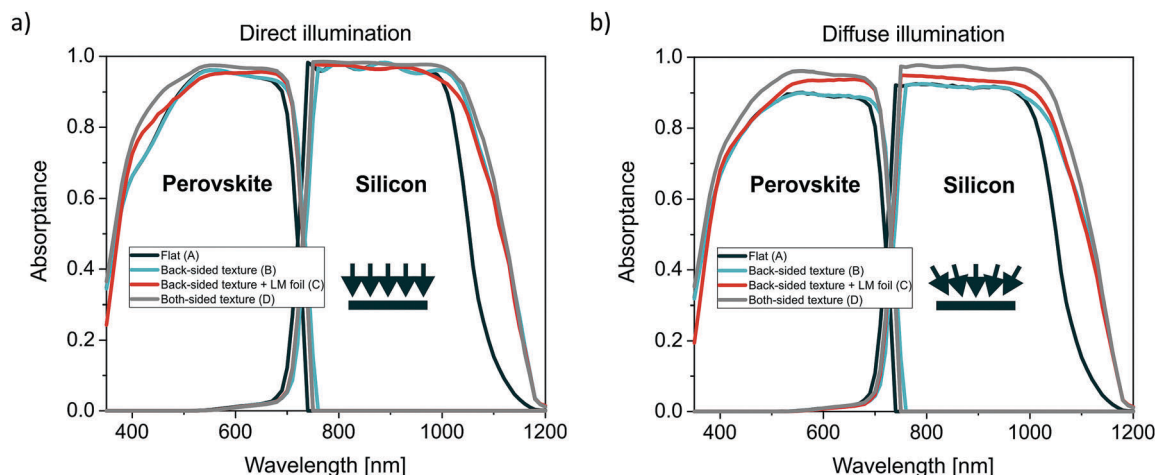 a)
Direct illumination
Absorptance
1.0
0.8
0.6
0.4
0.2
0.0
Perovskite
Silicon
Flat (A)
Back-sided texture (B)
Back-sided texture + LM foil (C)
Both-sided texture (D)
400
600
800
1000
1200
Wavelength [nm]
b)
Diffuse illumination
Absorptance
1.0
0.8
0.6
0.4
0.2
0.0
Perovskite
Silicon
Flat (A)
Back-sided texture (B)
Back-sided texture + LM foil (C)
Both-sided texture (D)
400
600
800
1000
1200
Wavelength [nm]